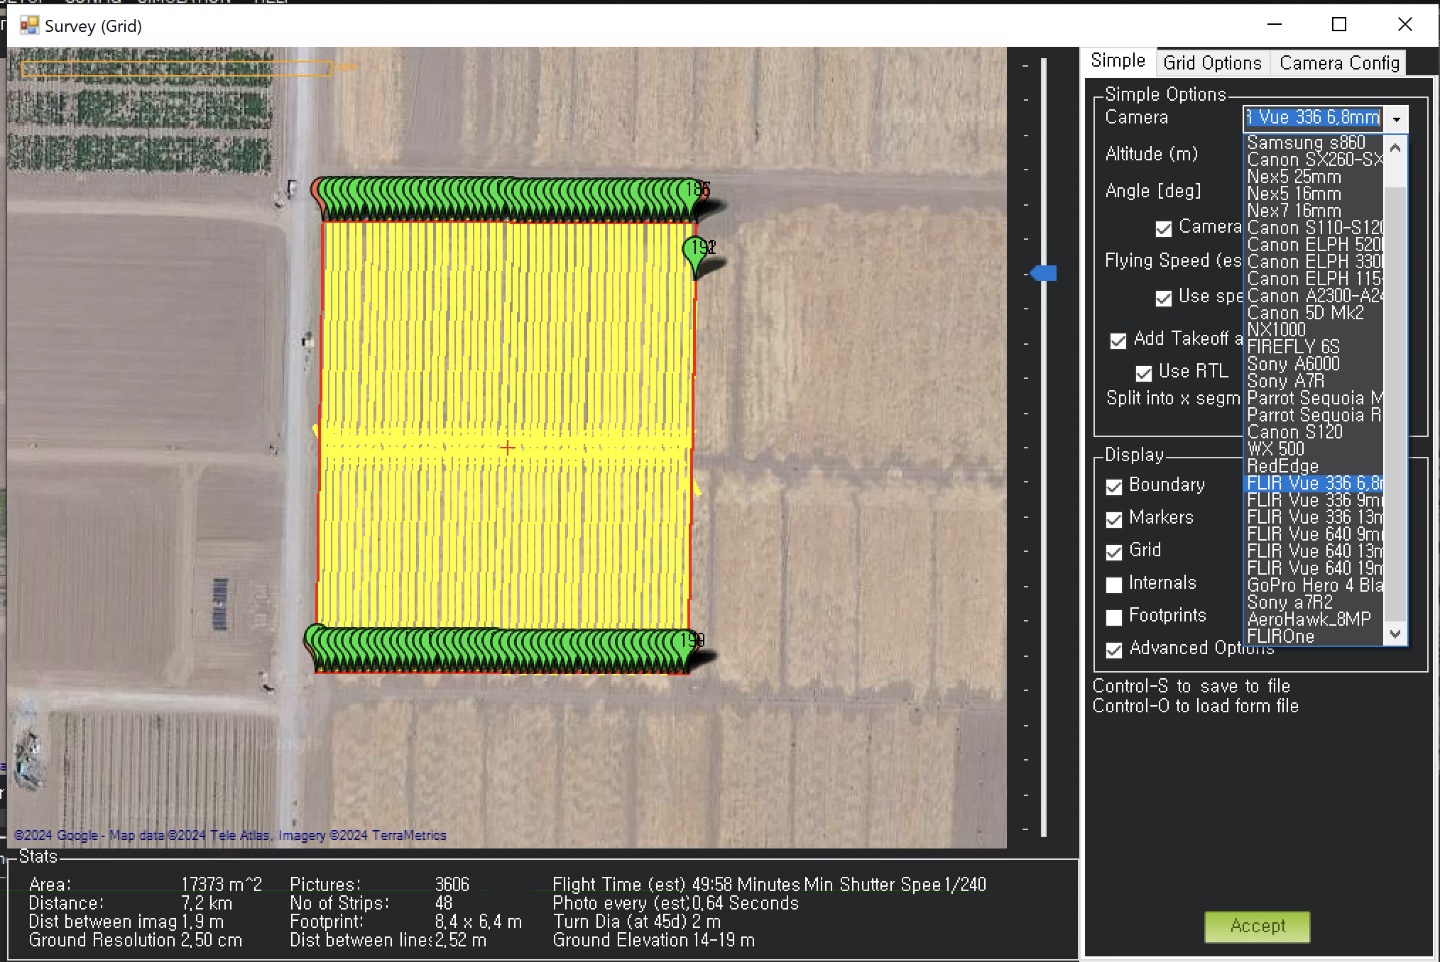 Survey (Grid)
Simple
Grid Options
Camera Config
Simple Options
Camera
Vue 336 6,8mm
Altitude (m)
Angle [deg]
Camera
Flying Speed (es
Use spe
Add Takeoff a
Use RTL
Split into x segm
Samsung s860
Canon SX260-SX
Nex5 25mm
Nex5 16mm
Nex7 16mm
Canon S110-S120
Canon ELPH 520
Canon ELPH 330
Canon ELPH 115-
Canon A2300-A24
Canon 5D Mk2
NX1000
FIREFLY 6S
Sony A6000
Sony A7R
Parrot Sequoia M
Parrot Sequoia R
Canon S120
WX 500
RedEdge
FLIR Vue 336 6,8
FLIR Vue 336 9m
FLIR Vue 336 13m
FLIR Vue 640 9m
FLIR Vue 640 13m
FLIR Vue 640 19m
GoPro Hero 4 Bla
Sony a7R2
AeroHawk_8MP
FLIROne
Display
Boundary
Markers
Grid
Internals
Footprints
Advanced Options
Control-S to save to file
Control-O to load form file
Accept
©2024 Google - Map data ©2024 Tele Atlas, Imagery ©2024 TerraMetrics
Stats
Area: 17373 m^2 Pictures: 3606 Flight Time (est) 49:58 Minutes Min Shutter Spee 1/240
Distance: 7,2 km No of Strips: 48 Photo every (est) 0,64 Seconds
Dist between imag 1,9 m Footprint: 8,4 x 6,4 m Turn Dia (at 45d) 2 m
Ground Resolution 2,50 cm Dist between lines 2,52 m Ground Elevation 14-19 m